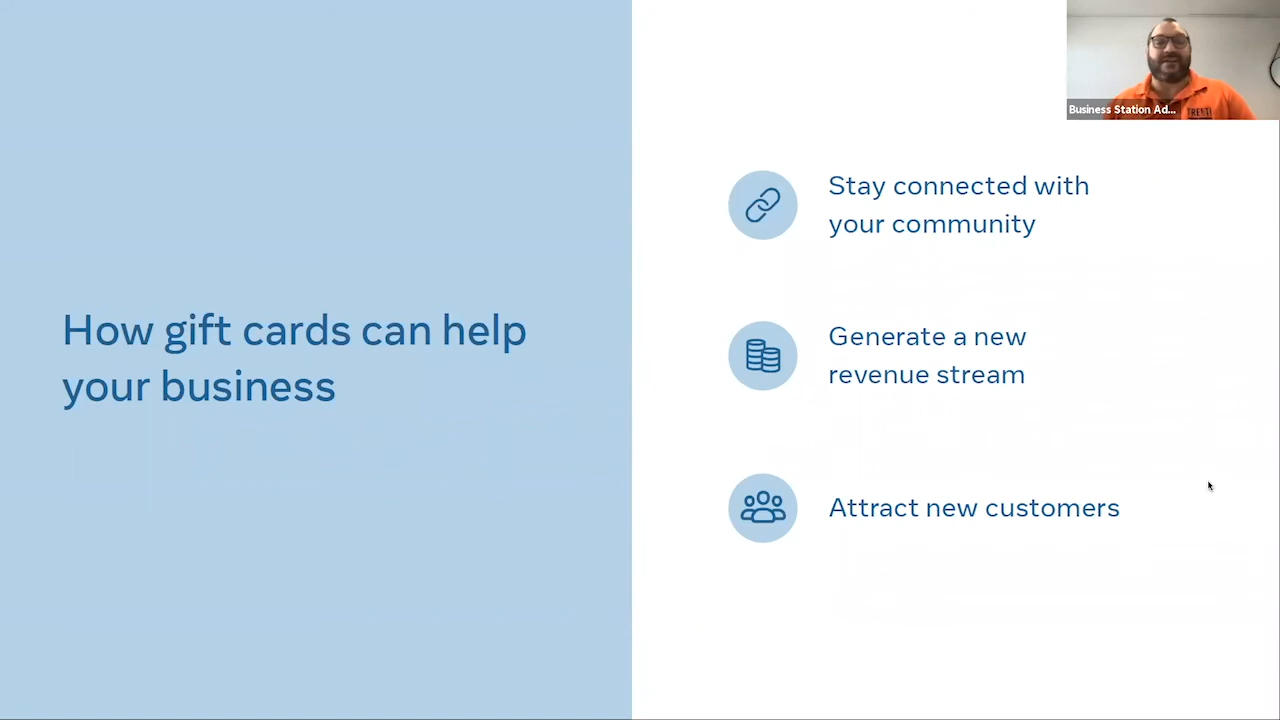 Business Station Ad...
How gift cards can help
your business
Stay connected with
your community
Generate a new
revenue stream
Attract new customers